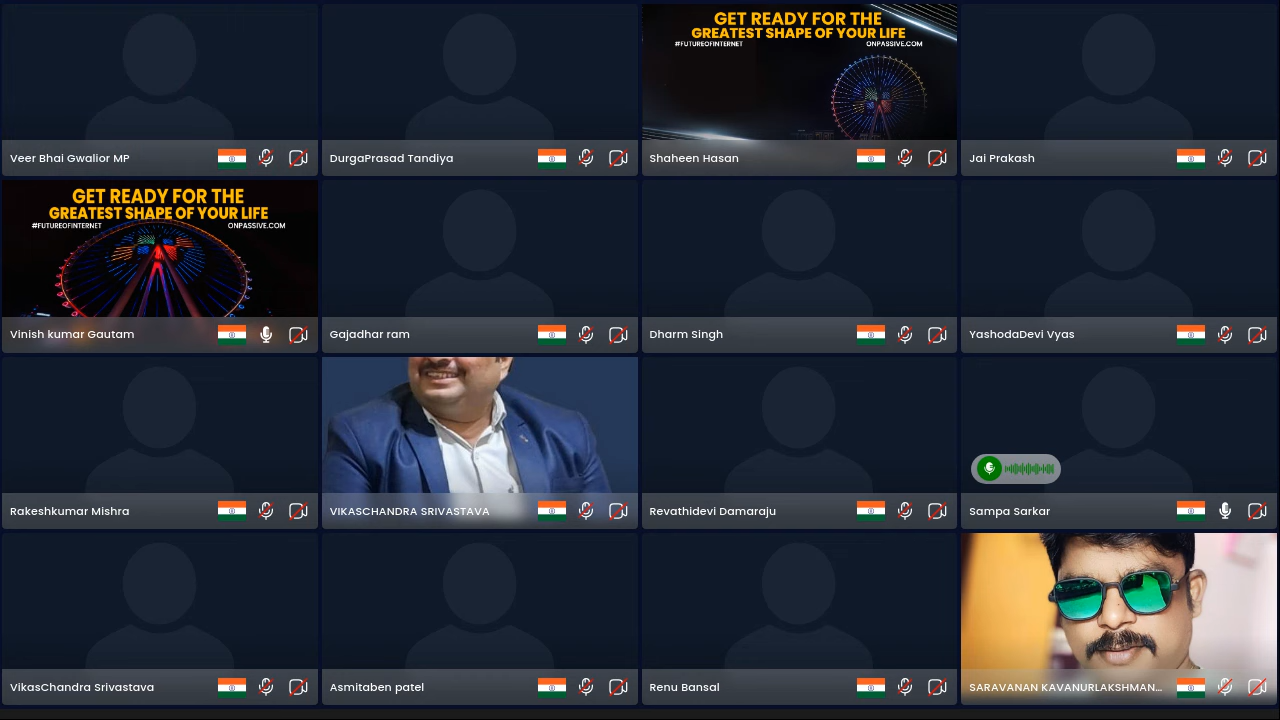 GET READY FOR THE
GREATEST SHAPE OF YOUR LIFE
#FUTUREOFINTERNET ONPASSIVE.COM
Veer Bhai Gwalior MP
DurgaPrasad Tandiya
Shaheen Hasan
Jai Prakash
GET READY FOR THE
GREATEST SHAPE OF YOUR LIFE
#FUTUREOFINTERNET ONPASSIVE.COM
Vinish kumar Gautam
Gajadhar ram
Dharm Singh
YashodaDevi Vyas
Rakeshkumar Mishra
VIKASCHANDRA SRIVASTAVA
Revathidevi Damaraju
Sampa Sarkar
VikasChandra Srivastava
Asmitaben patel
Renu Bansal
SARAVANAN KAVANURLAKSHMAN...